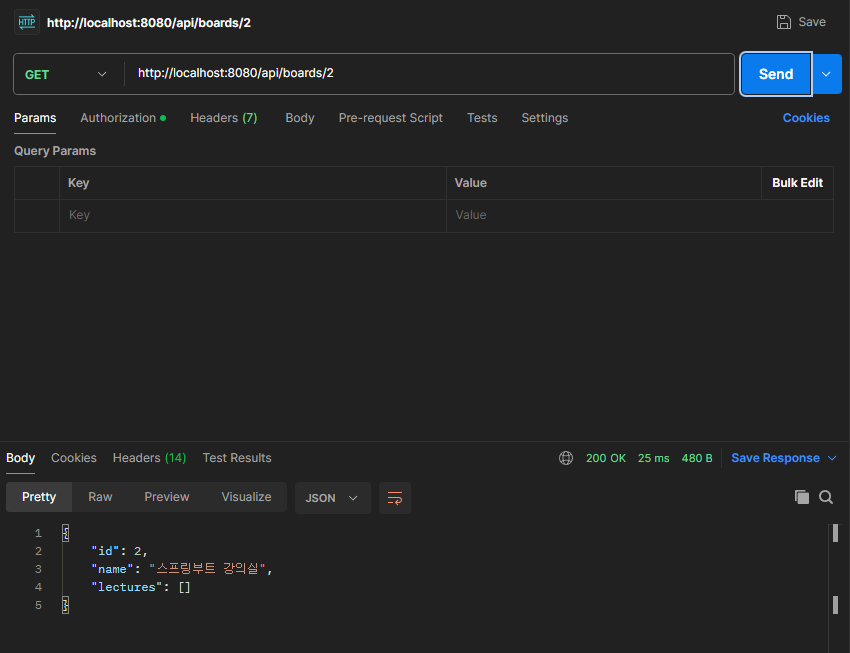 HTTP http://localhost:8080/api/boards/2 Save
GET http://localhost:8080/api/boards/2 Send
Params Authorization Headers (7) Body Pre-request Script Tests Settings Cookies
Query Params
Key Value Bulk Edit
Key Value
Body Cookies Headers (14) Test Results 200 OK 25 ms 480 B Save Response
Pretty Raw Preview Visualize JSON
1 {
2 "id": 2,
3 "name": "스프링부트 강의실",
4 "lectures": []
5 }